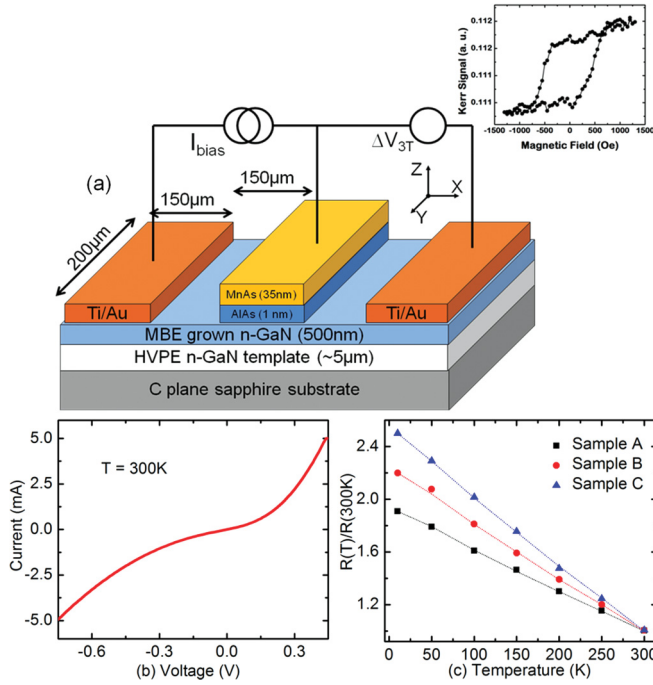 0.112
0.112
0.111
0.111
-1500 -1000 -500 0 500 1000 1500
Kerr Signal (a. u.)
Magnetic Field (Oe)
I bias
ΔV3T
(a)
150µm
150µm
200µm
Z
X
Y
MnAs (35nm)
Ti/Au
AlAs (1 nm)
Ti/Au
MBE grown n-GaN (500nm)
HVPE n-GaN template (~5µm)
C plane sapphire substrate
5.0
2.5
0.0
-2.5
-5.0
Current (mA)
T = 300K
-0.6 -0.3 0.0 0.3
(b) Voltage (V)
2.4
2.0
1.6
1.2
R(T)/R(300K)
Sample A
Sample B
Sample C
0 50 100 150 200 250 300
(c) Temperature (K)